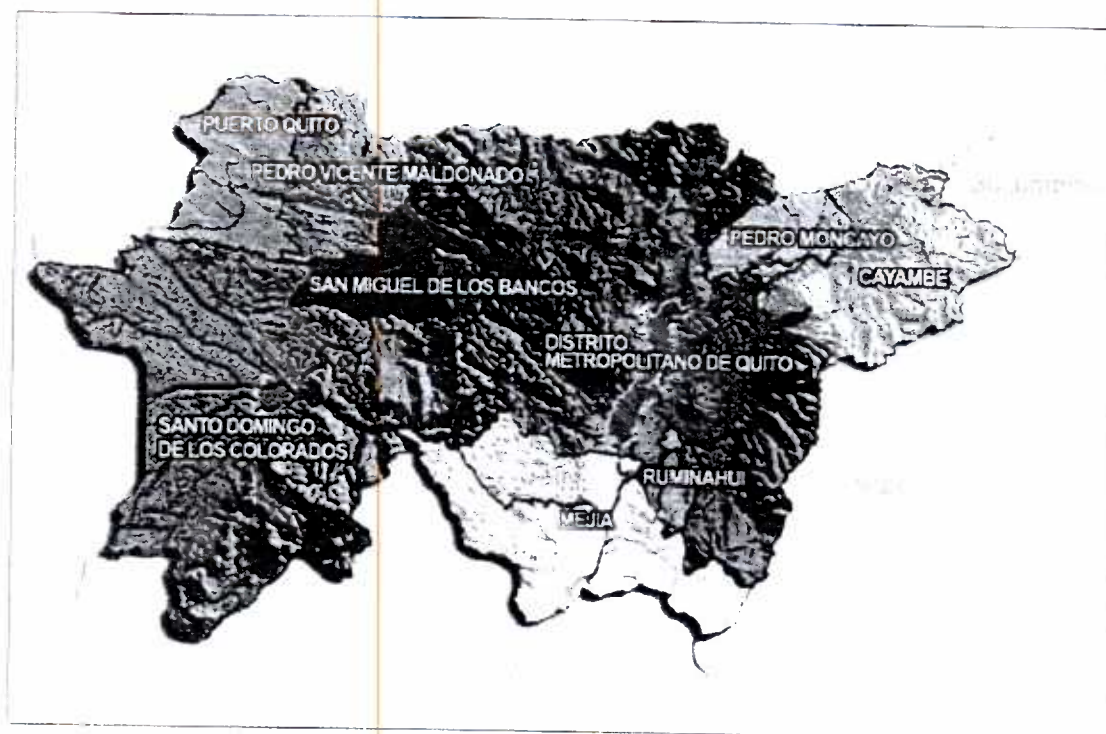 PUERTO QUITO
PEDRO VICENTE MALDONADO
PEDRO MONCAYO
CAYAMBE
SAN MIGUEL DE LOS BANCOS
DISTRITO
METROPOLITANO DE QUITO
SANTO DOMINGO
DE LOS COLORADOS
RUMIÑAHUI
MEJIA